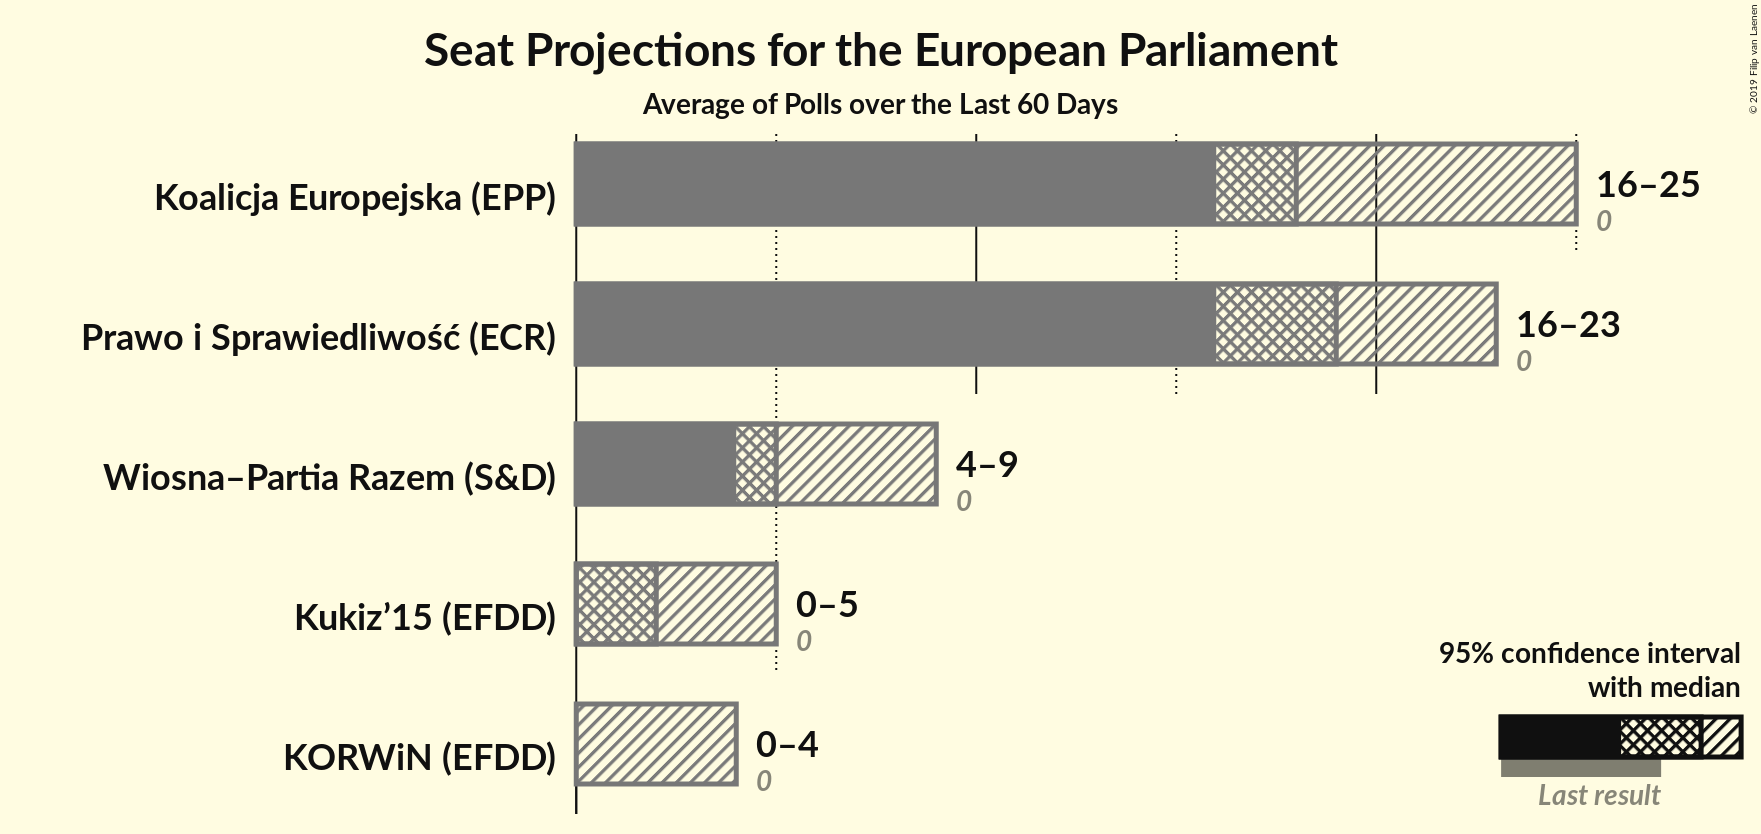 Seat Projections for the European Parliament
Average of Polls over the Last 60 Days
© 2019 Filip van Laenen
Koalicja Europejska (EPP)
16–25
0
Prawo i Sprawiedliwość (ECR)
16–23
0
Wiosna–Partia Razem (S&D)
4–9
0
Kukiz’15 (EFDD)
0–5
0
KORWiN (EFDD)
0–4
0
95% confidence interval
with median
Last result